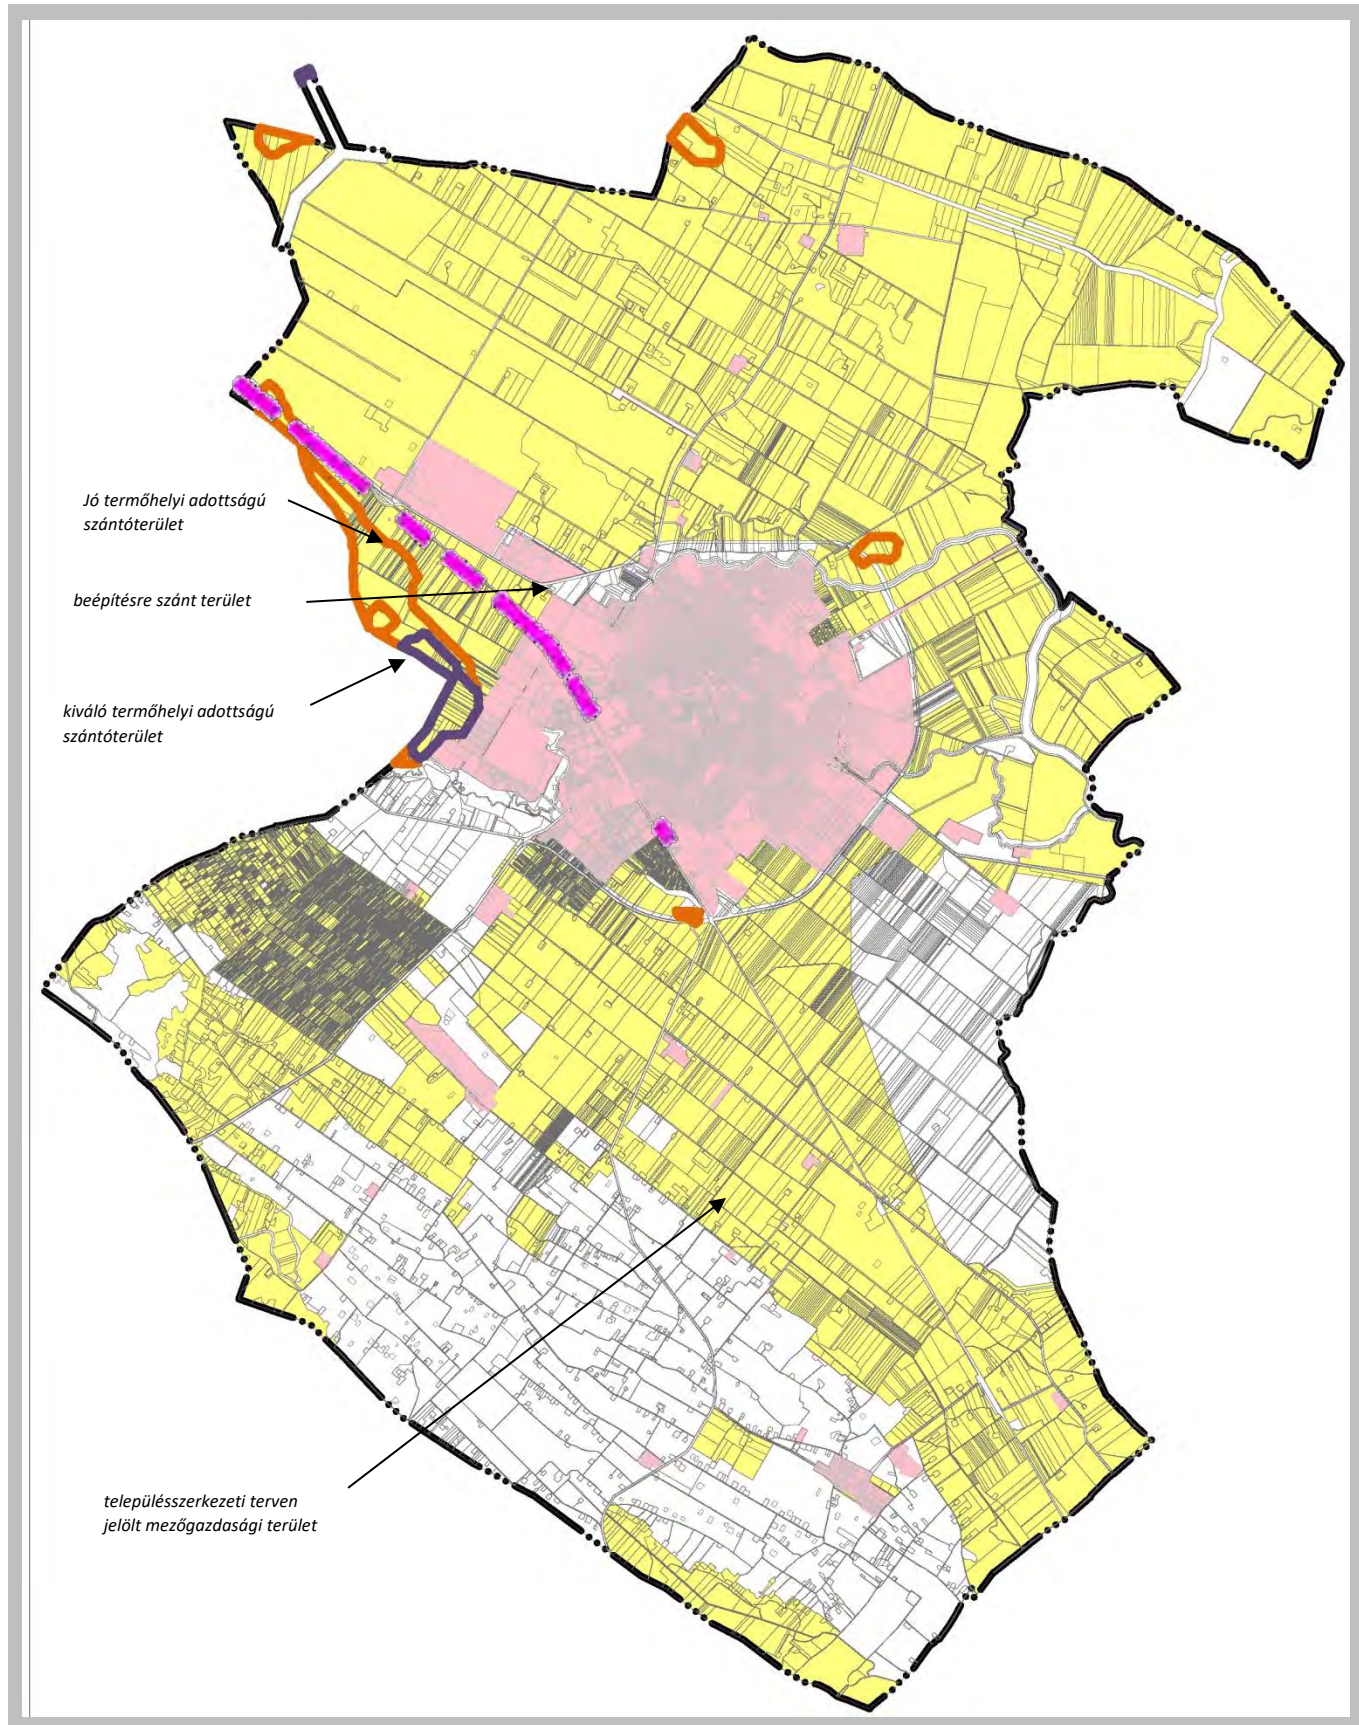 Jó termőhelyi adottságú
szántóterület
beépítésre szánt terület
kiváló termőhelyi adottságú
szántóterület
településszerkezeti terven
jelölt mezőgazdasági terület